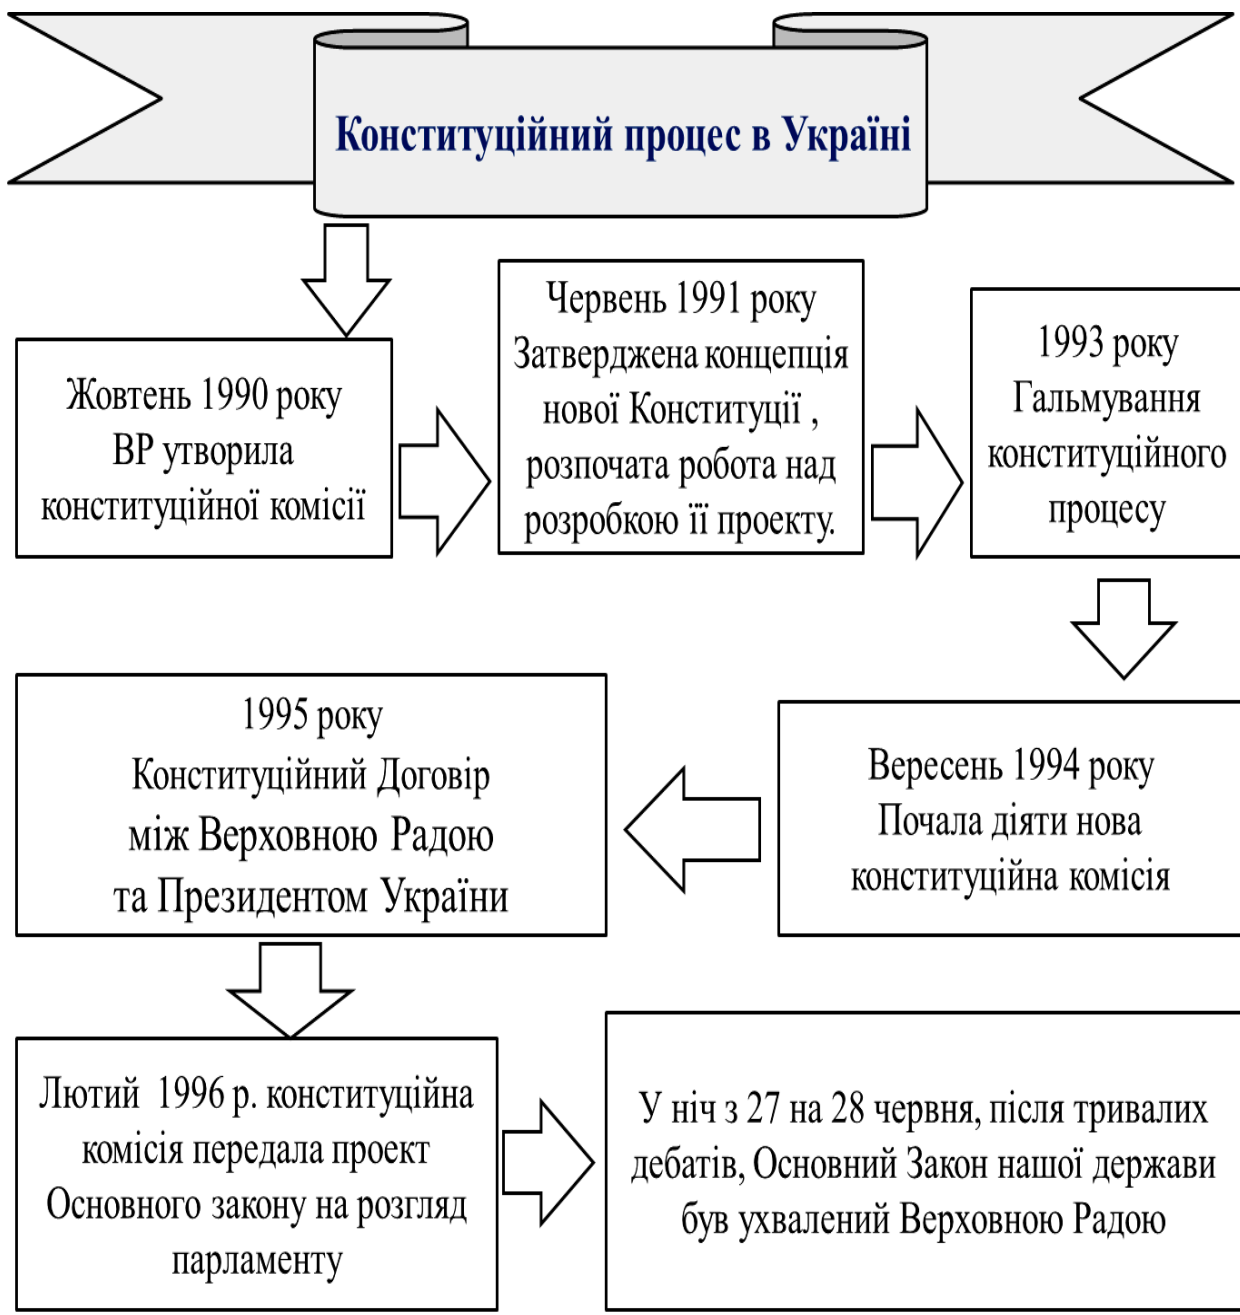 Конституційний процес в Україні
Жовтень 1990 року
ВР утворила
конституційної комісії
Червень 1991 року
Затверджена концепція
нової Конституції ,
розпочата робота над
розробкою її проекту.
1993 року
Гальмування
конституційного
процесу
Вересень 1994 року
Почала діяти нова
конституційна комісія
1995 року
Конституційний Договір
між Верховною Радою
та Президентом України
Лютий 1996 р. конституційна
комісія передала проект
Основного закону на розгляд
парламенту
У ніч з 27 на 28 червня, після тривалих
дебатів, Основний Закон нашої держави
був ухвалений Верховною Радою